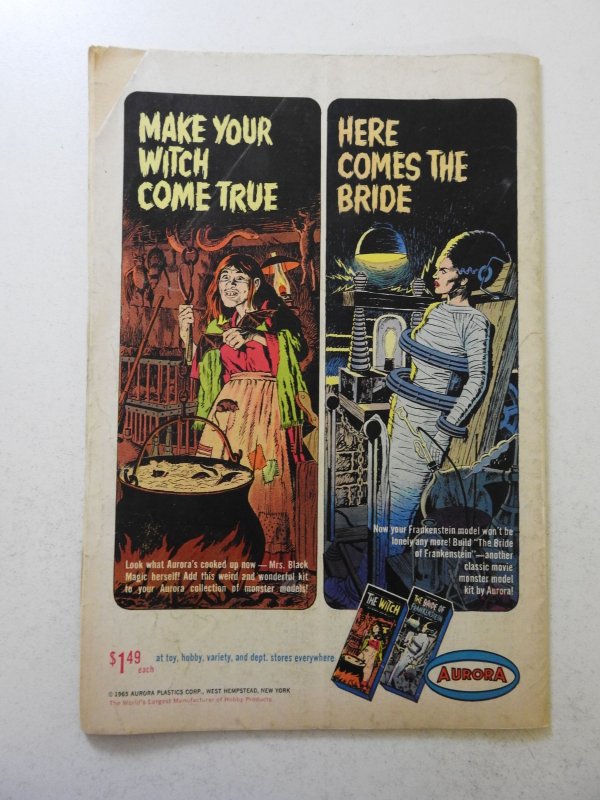 MAKE YOUR
WITCH
COME TRUE
Look what Aurora's cooked up now — Mrs. Black
Magic herself! Add this weird and wonderful kit
to your Aurora collection of monster models!
HERE
COMES THE
BRIDE
Now your Frankenstein model won't be
lonely any more! Build "The Bride
of Frankenstein"—another
classic movie
monster model
kit by Aurora!
THE WITCH
THE BRIDE OF
FRANKENSTEIN
$1.49 each
at toy, hobby, variety, and dept. stores everywhere
AURORA
© 1965 AURORA PLASTICS CORP., WEST HEMPSTEAD, NEW YORK
The World's Largest Manufacturer of Hobby Products.